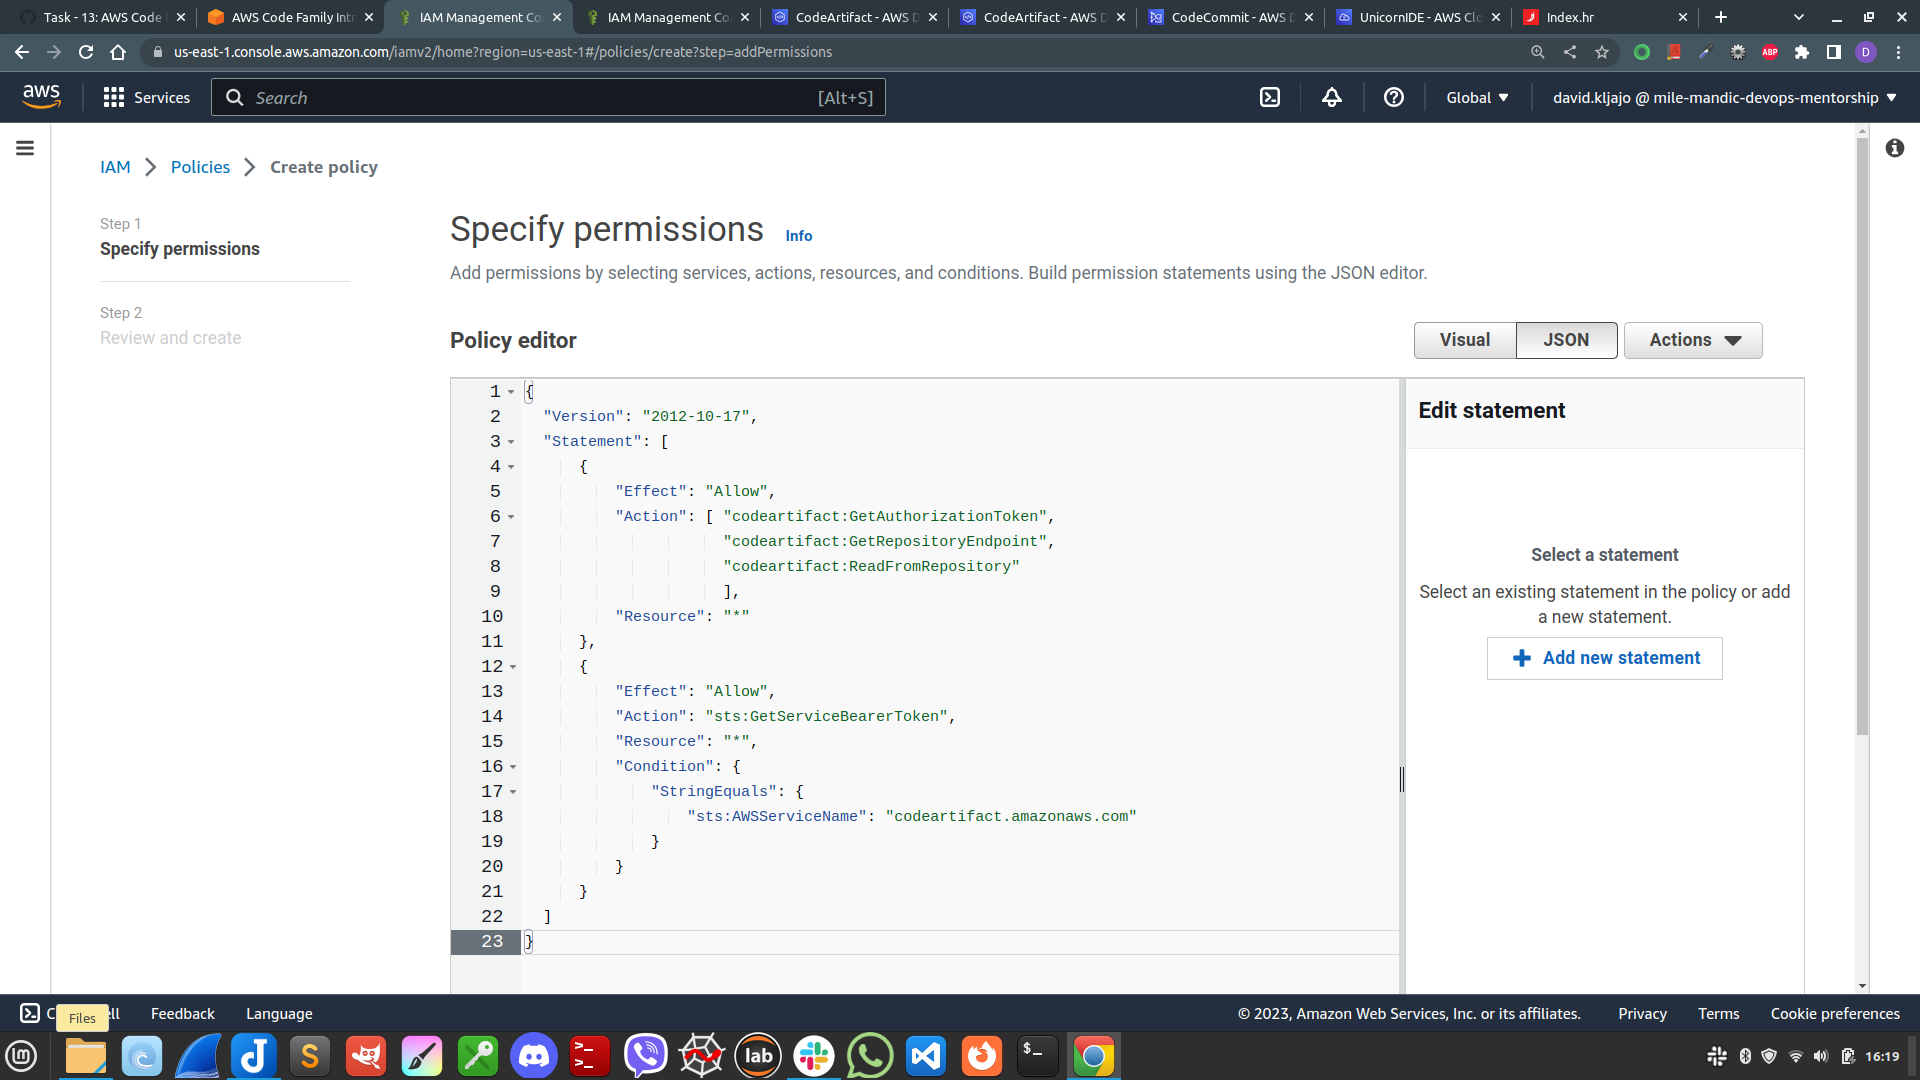 Task - 13: AWS Code
AWS Code Family Intr
IAM Management Co
IAM Management Co
CodeArtifact - AWS D
CodeArtifact - AWS D
CodeCommit - AWS D
UnicornIDE - AWS Clo
Index.hr
us-east-1.console.aws.amazon.com/iamv2/home?region=us-east-1#/policies/create?step=addPermissions
ABP
D
aws
Services
Search
[Alt+S]
Global
david.kljajo @ mile-mandic-devops-mentorship
IAM
Policies
Create policy
Step 1
Specify permissions
Step 2
Review and create
Specify permissions
Info
Add permissions by selecting services, actions, resources, and conditions. Build permission statements using the JSON editor.
Policy editor
Visual
JSON
Actions
1 {
2 "Version": "2012-10-17",
3 "Statement": [
4 {
5 "Effect": "Allow",
6 "Action": [ "codeartifact:GetAuthorizationToken",
7 "codeartifact:GetRepositoryEndpoint",
8 "codeartifact:ReadFromRepository"
9 ],
10 "Resource": "*"
11 },
12 {
13 "Effect": "Allow",
14 "Action": "sts:GetServiceBearerToken",
15 "Resource": "*",
16 "Condition": {
17 "StringEquals": {
18 "sts:AWSServiceName": "codeartifact.amazonaws.com"
19 }
20 }
21 }
22 ]
23 }
Edit statement
Select a statement
Select an existing statement in the policy or add
a new statement.
Add new statement
Files
Feedback
Language
© 2023, Amazon Web Services, Inc. or its affiliates.
Privacy
Terms
Cookie preferences
lab
16:19